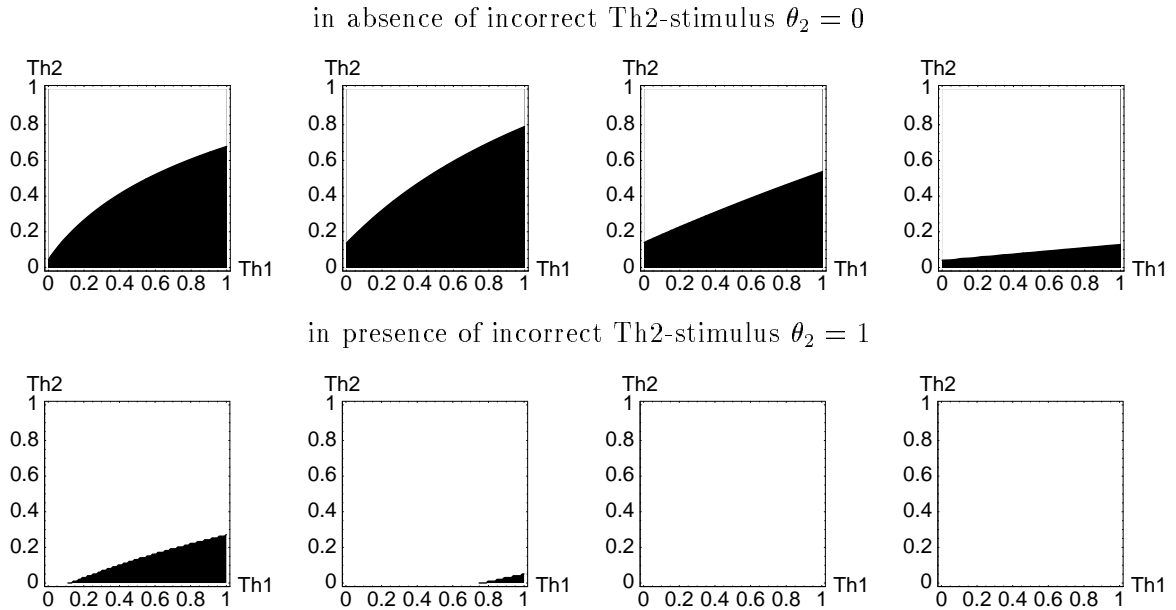 in absence of incorrect Th2-stimulus θ₂ = 0
Th2 Th2 Th2 Th2
1 1 1 1
0.8 0.8 0.8 0.8
0.6 0.6 0.6 0.6
0.4 0.4 0.4 0.4
0.2 0.2 0.2 0.2
0 Th1 0 Th1 0 Th1 0 Th1
0 0.2 0.4 0.6 0.8 1 0 0.2 0.4 0.6 0.8 1 0 0.2 0.4 0.6 0.8 1 0 0.2 0.4 0.6 0.8 1
in presence of incorrect Th2-stimulus θ₂ = 1
Th2 Th2 Th2 Th2
1 1 1 1
0.8 0.8 0.8 0.8
0.6 0.6 0.6 0.6
0.4 0.4 0.4 0.4
0.2 0.2 0.2 0.2
0 Th1 0 Th1 0 Th1 0 Th1
0 0.2 0.4 0.6 0.8 1 0 0.2 0.4 0.6 0.8 1 0 0.2 0.4 0.6 0.8 1 0 0.2 0.4 0.6 0.8 1